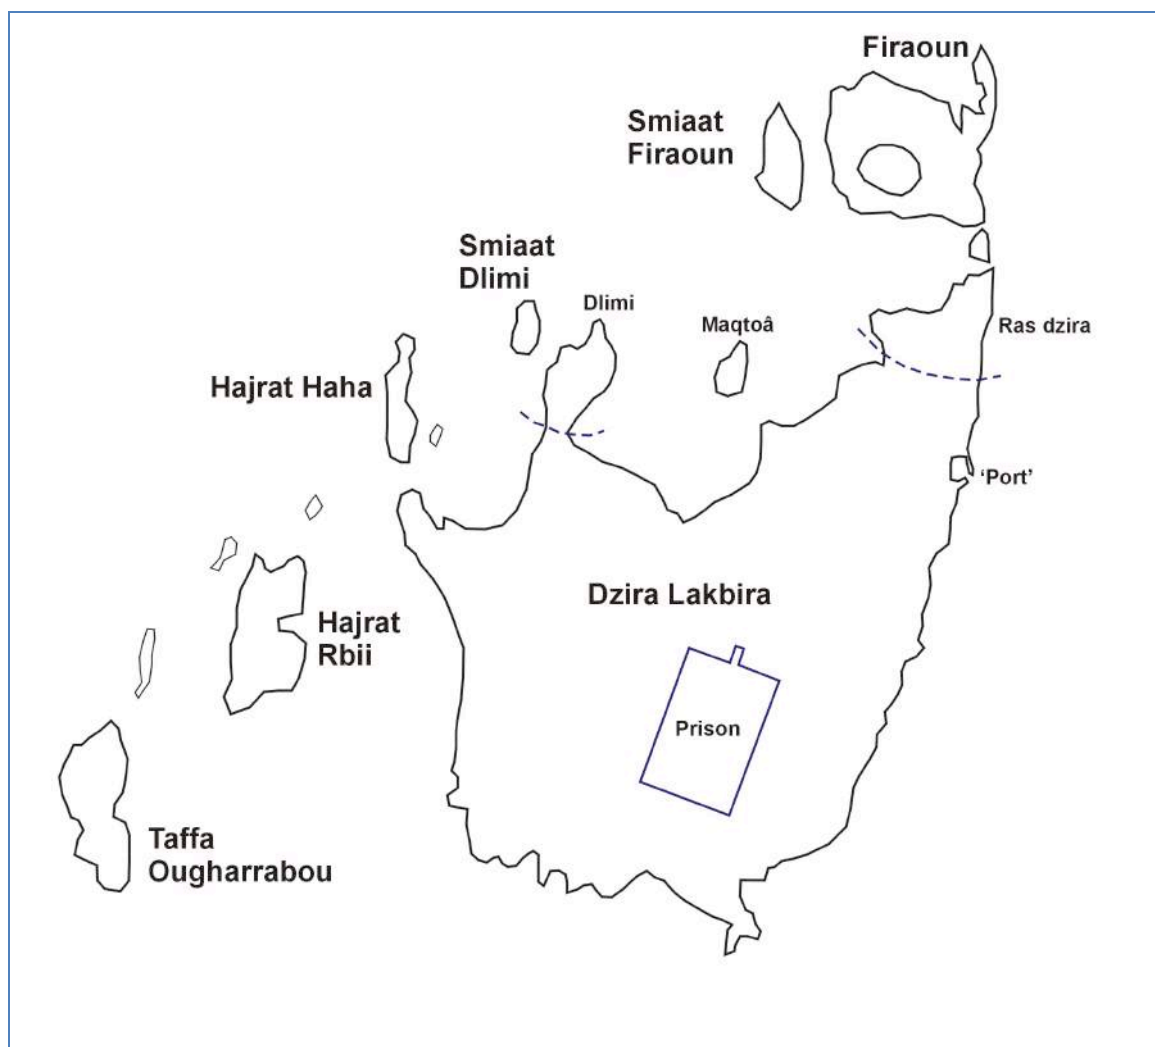 Firaoun
Smiaat
Firaoun
Smiaat
Dlimi
Dlimi
Maqtoâ
Ras dzira
Hajrat Haha
‘Port’
Dzira Lakbira
Hajrat
Rbii
Prison
Taffa
Ougharrabou